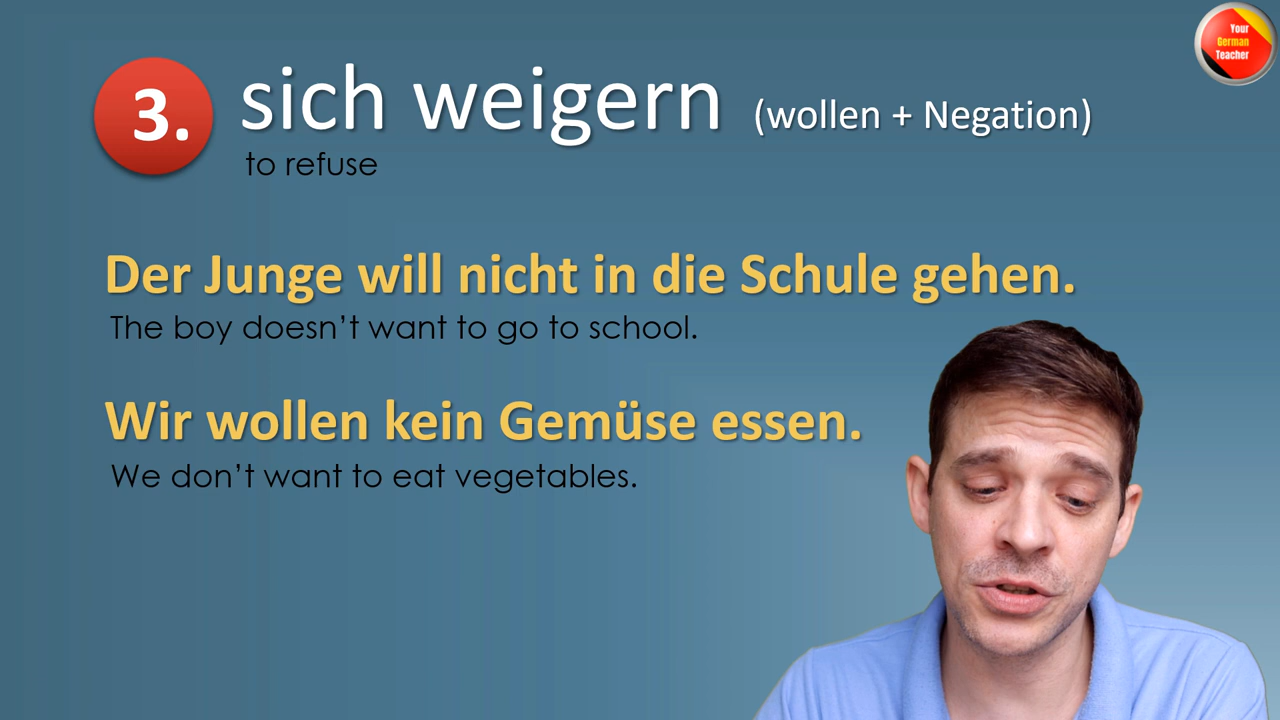 Your
German
Teacher
3. sich weigern (wollen + Negation)
to refuse
Der Junge will nicht in die Schule gehen.
The boy doesn’t want to go to school.
Wir wollen kein Gemüse essen.
We don’t want to eat vegetables.